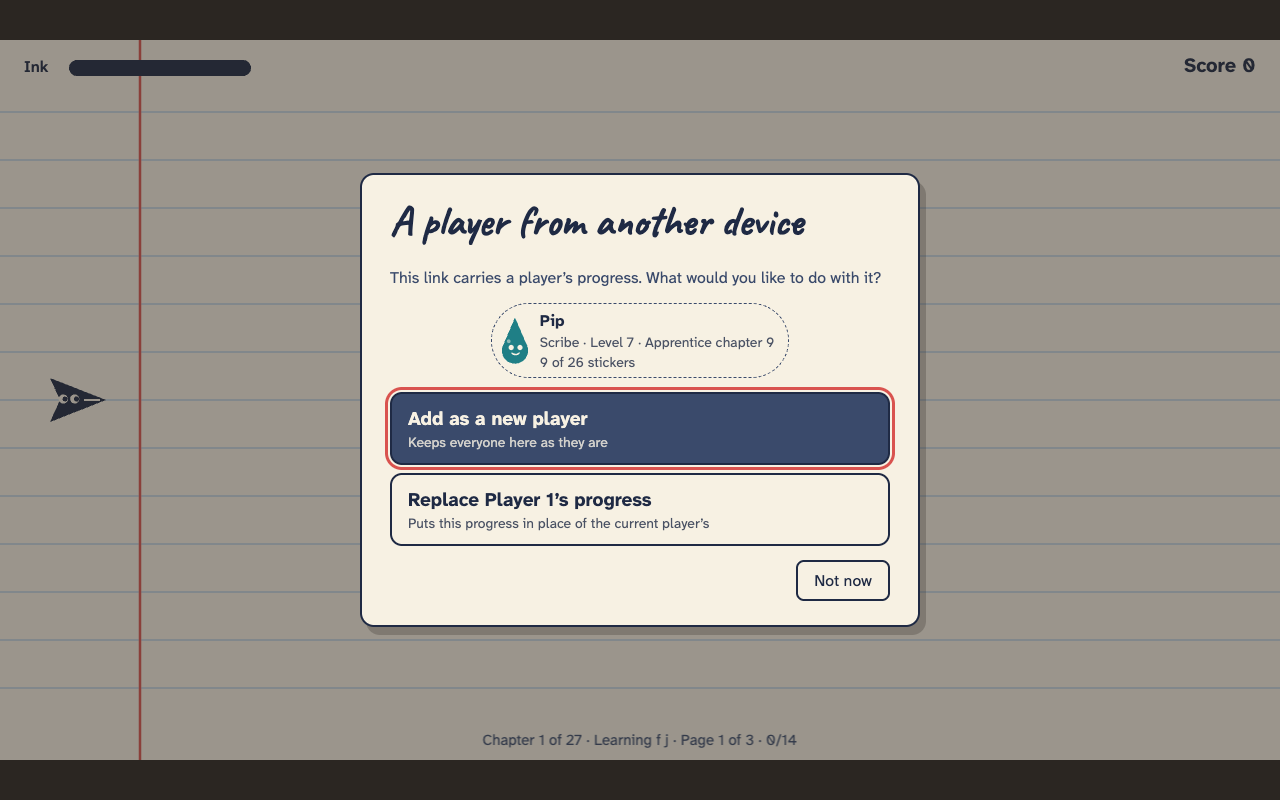 Ink
Score 0
A player from another device
This link carries a player’s progress. What would you like to do with it?
Pip
Scribe · Level 7 · Apprentice chapter 9
9 of 26 stickers
Add as a new player
Keeps everyone here as they are
Replace Player 1’s progress
Puts this progress in place of the current player’s
Not now
Chapter 1 of 27 · Learning f j · Page 1 of 3 · 0/14